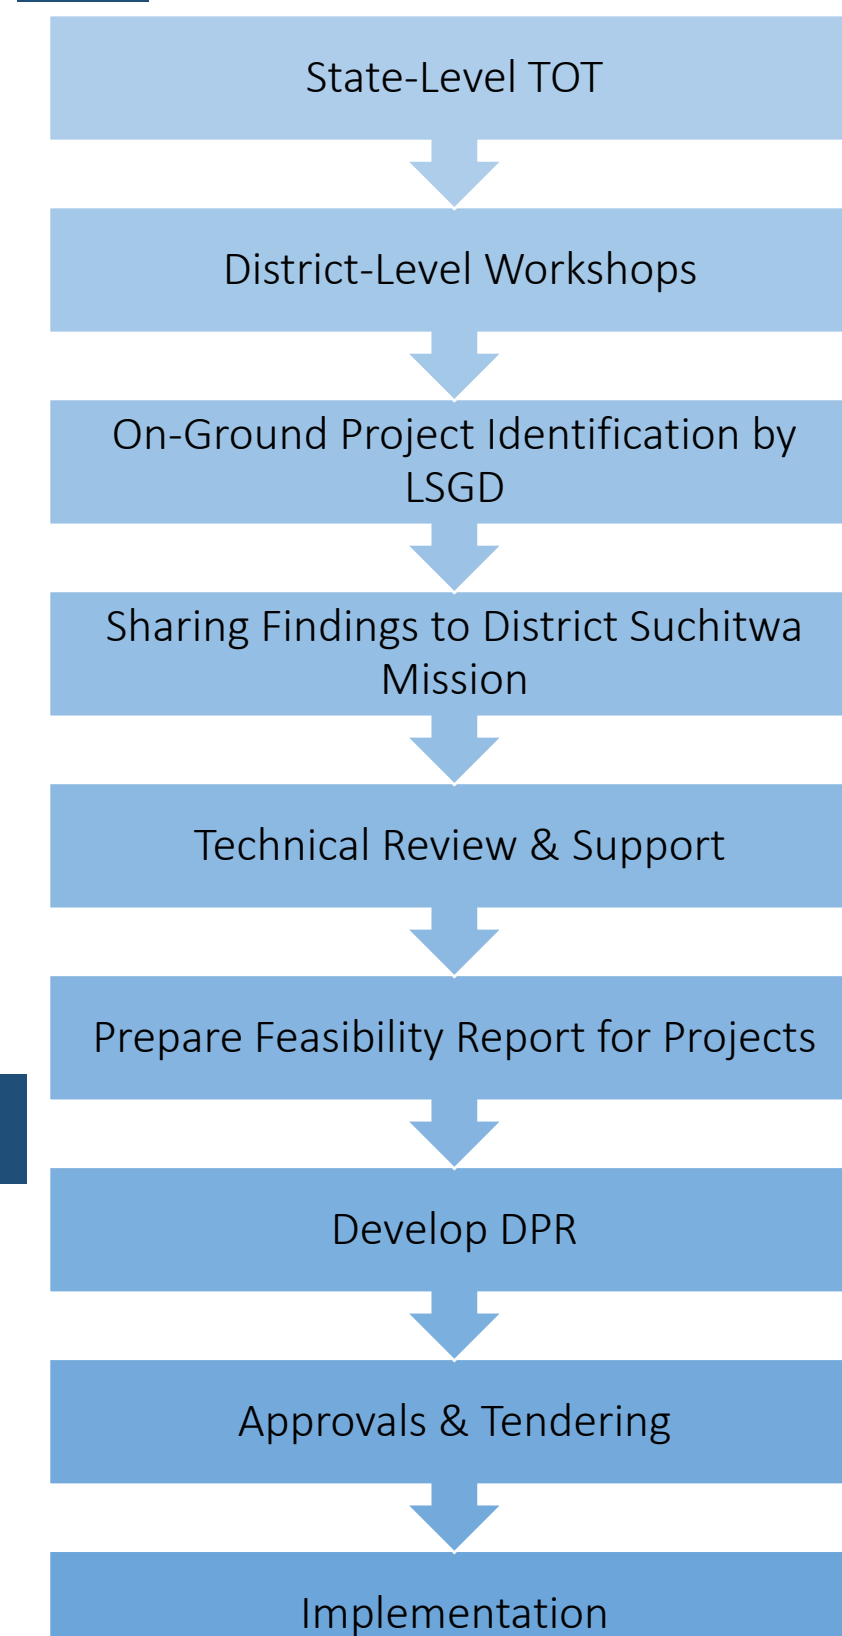 State-Level TOT
District-Level Workshops
On-Ground Project Identification by
LSGD
Sharing Findings to District Suchitwa
Mission
Technical Review & Support
Prepare Feasibility Report for Projects
Develop DPR
Approvals & Tendering
Implementation